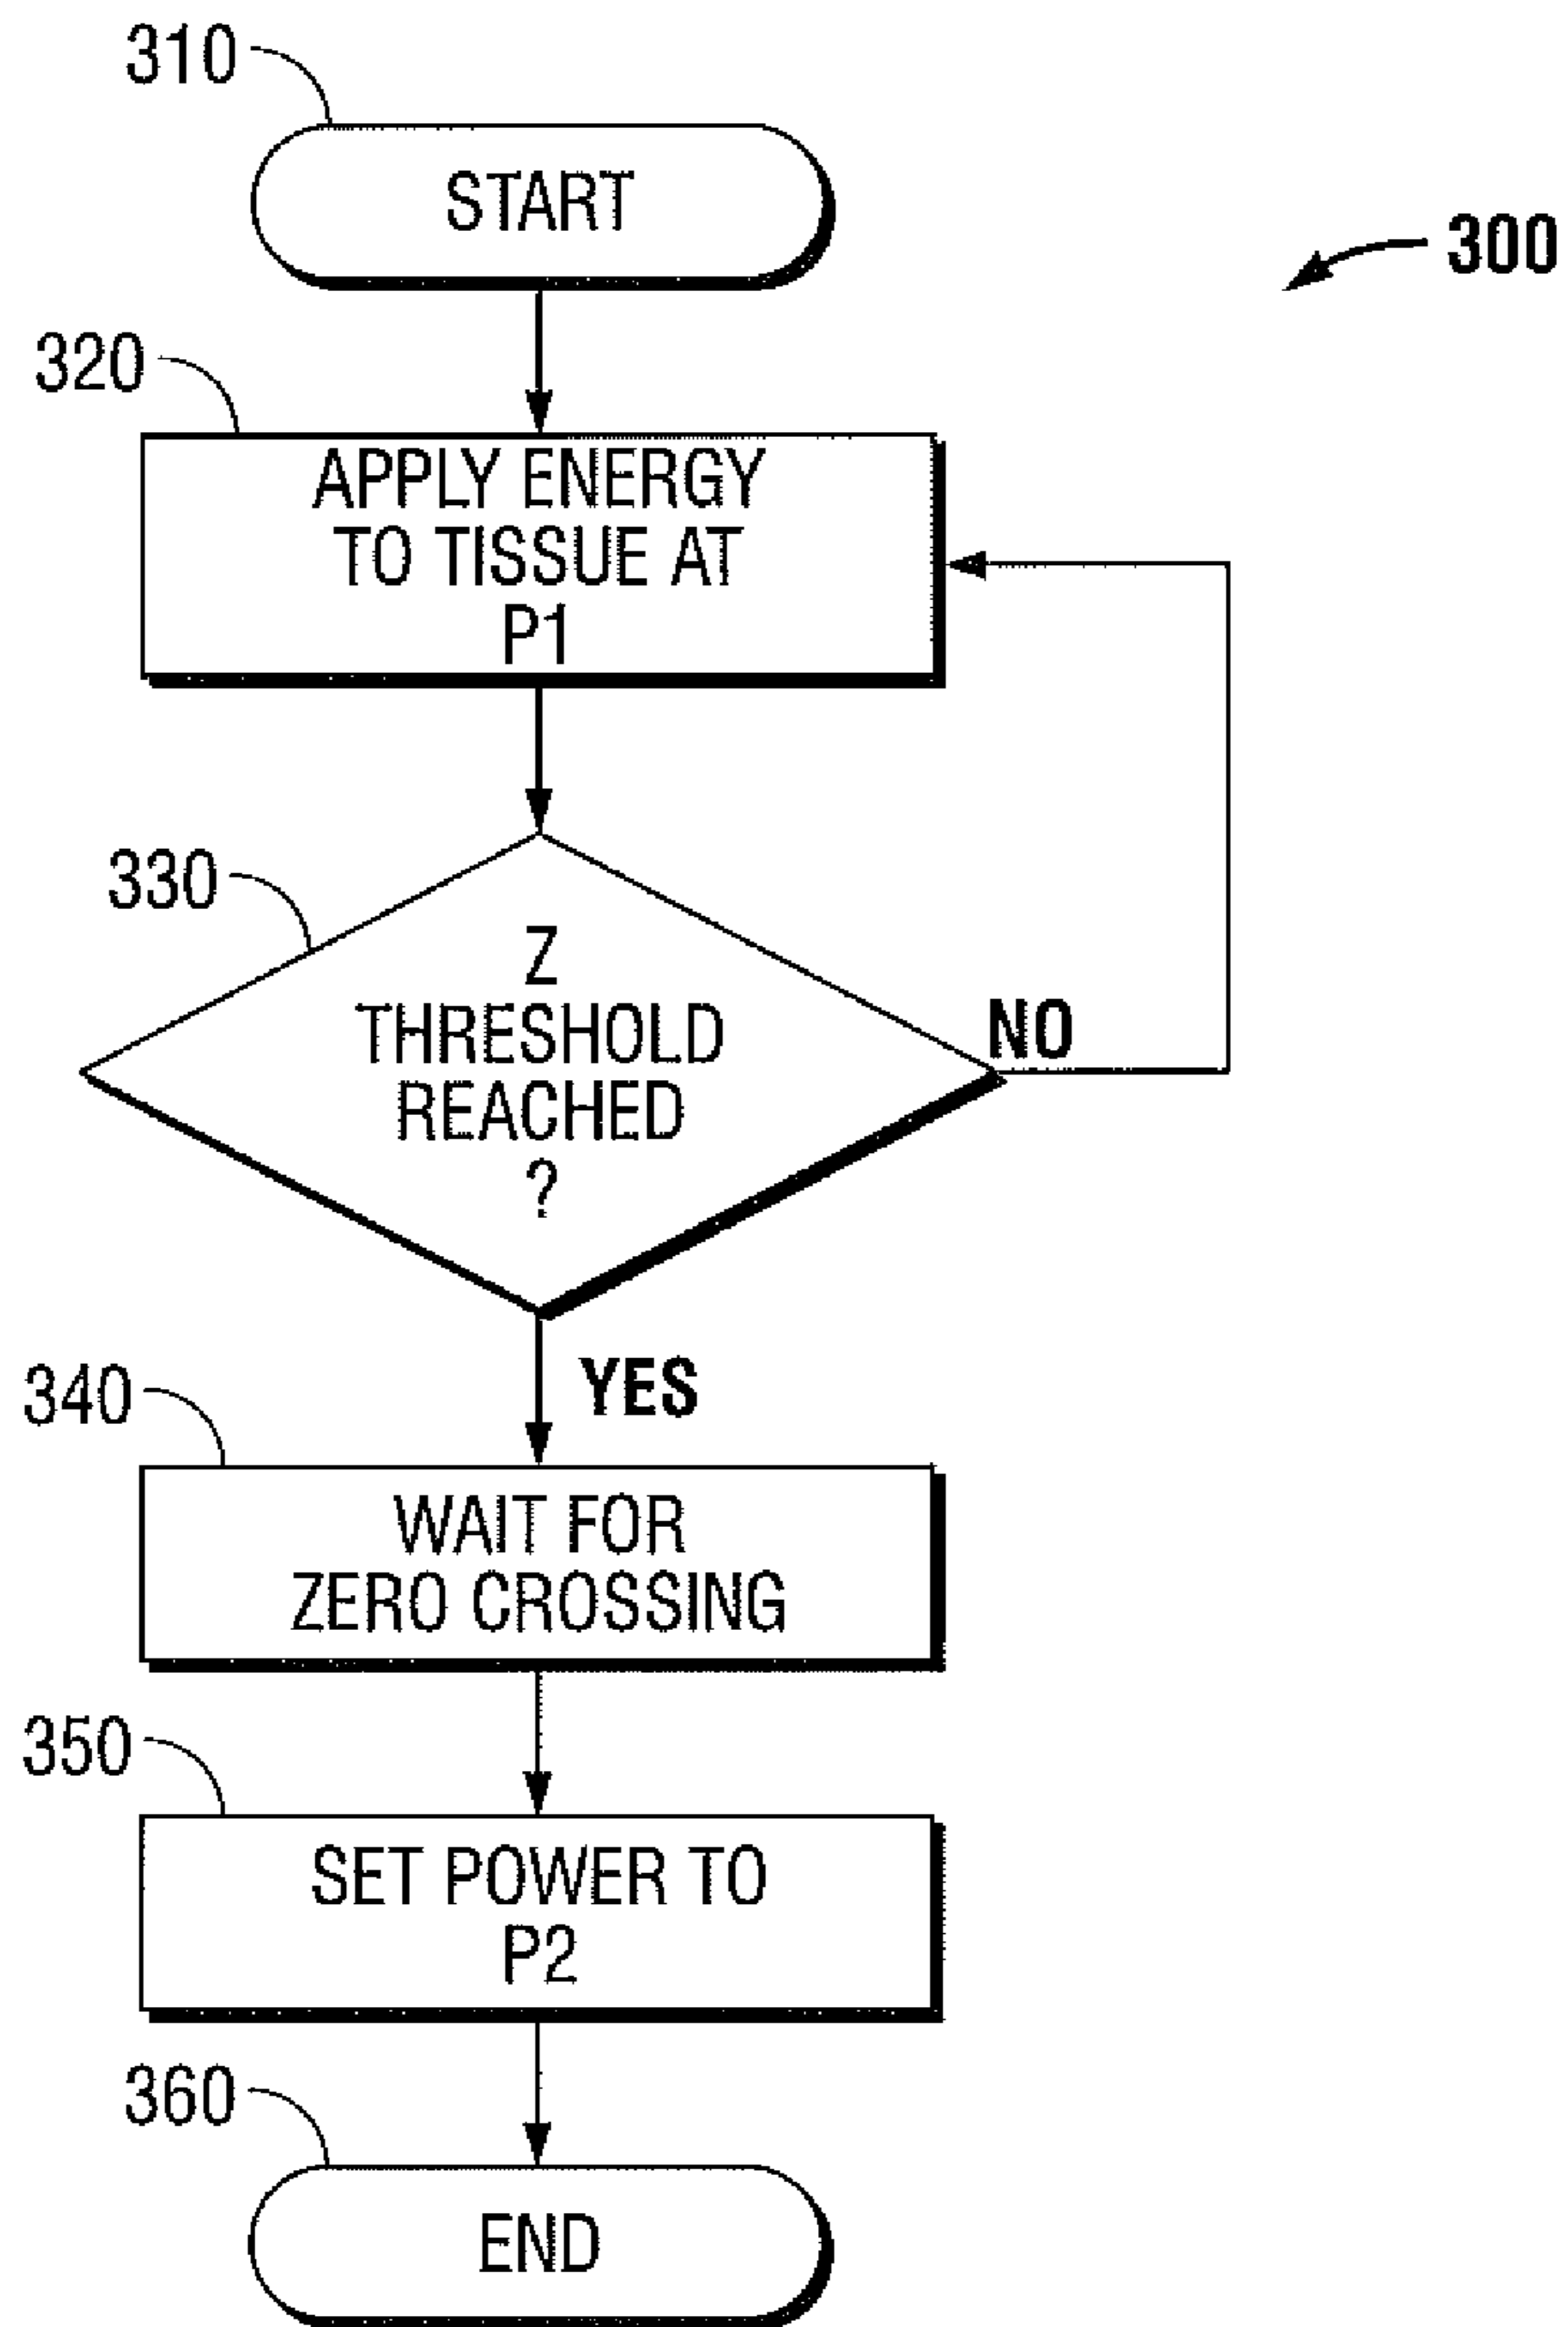 310
START
300
320
APPLY ENERGY
TO TISSUE AT
P1
330
Z
THRESHOLD
REACHED
?
NO
YES
340
WAIT FOR
ZERO CROSSING
350
SET POWER TO
P2
360
END